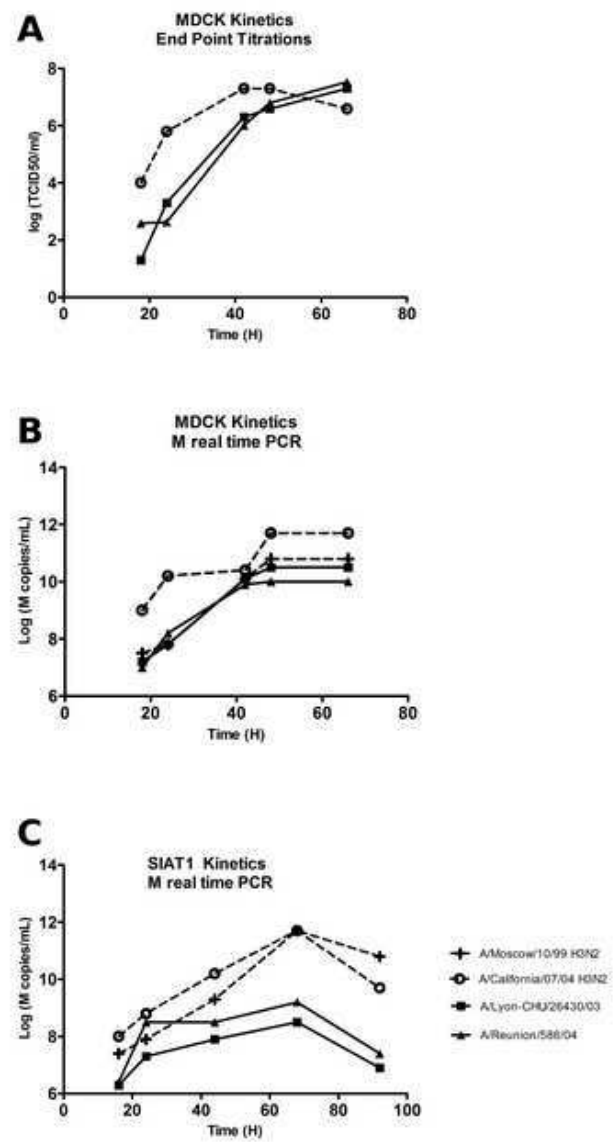 A
MDCK Kinetics
End Point Titrations
log (TCID50/ml)
8
6
4
2
0
0 20 40 60 80
Time (H)
B
MDCK Kinetics
M real time PCR
Log (M copies/mL)
14
12
10
8
6
0 20 40 60 80
Time (H)
C
SIAT1 Kinetics
M real time PCR
Log (M copies/mL)
14
12
10
8
6
0 20 40 60 80 100
Time (H)
A/Moscow/10/99 H3N2
A/California/07/04 H3N2
A/Lyon-CHU/26430/03
A/Reunion/586/04